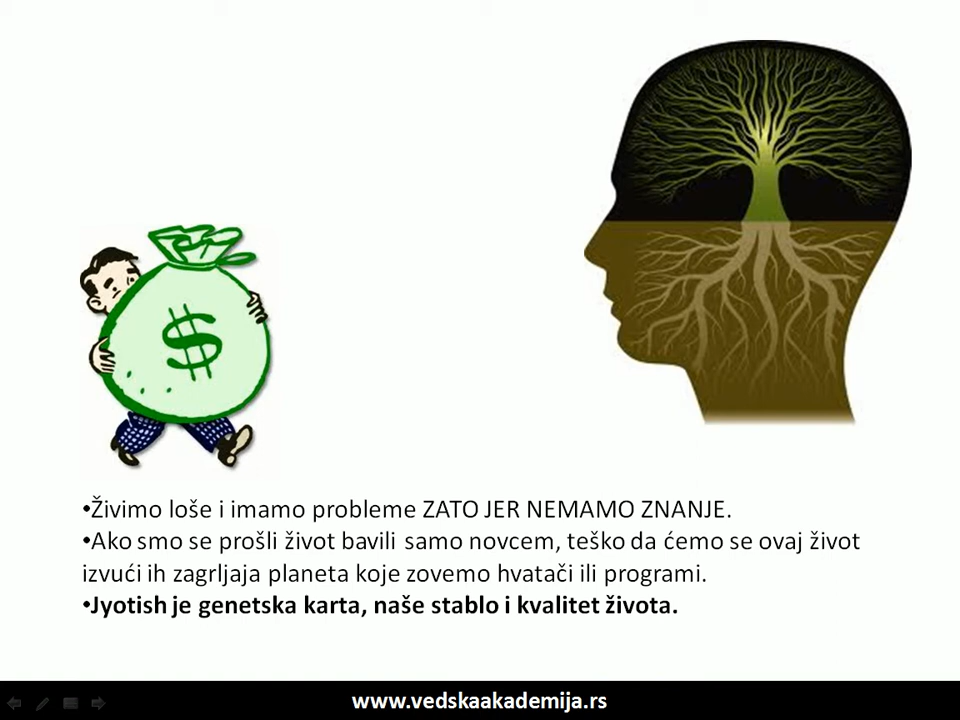 $
•Živimo loše i imamo probleme ZATO JER NEMAMO ZNANJE.
•Ako smo se prošli život bavili samo novcem, teško da ćemo se ovaj život
izvući ih zagrljaja planeta koje zovemo hvatači ili programi.
•Jyotish je genetska karta, naše stablo i kvalitet života.
www.vedskaakademija.rs